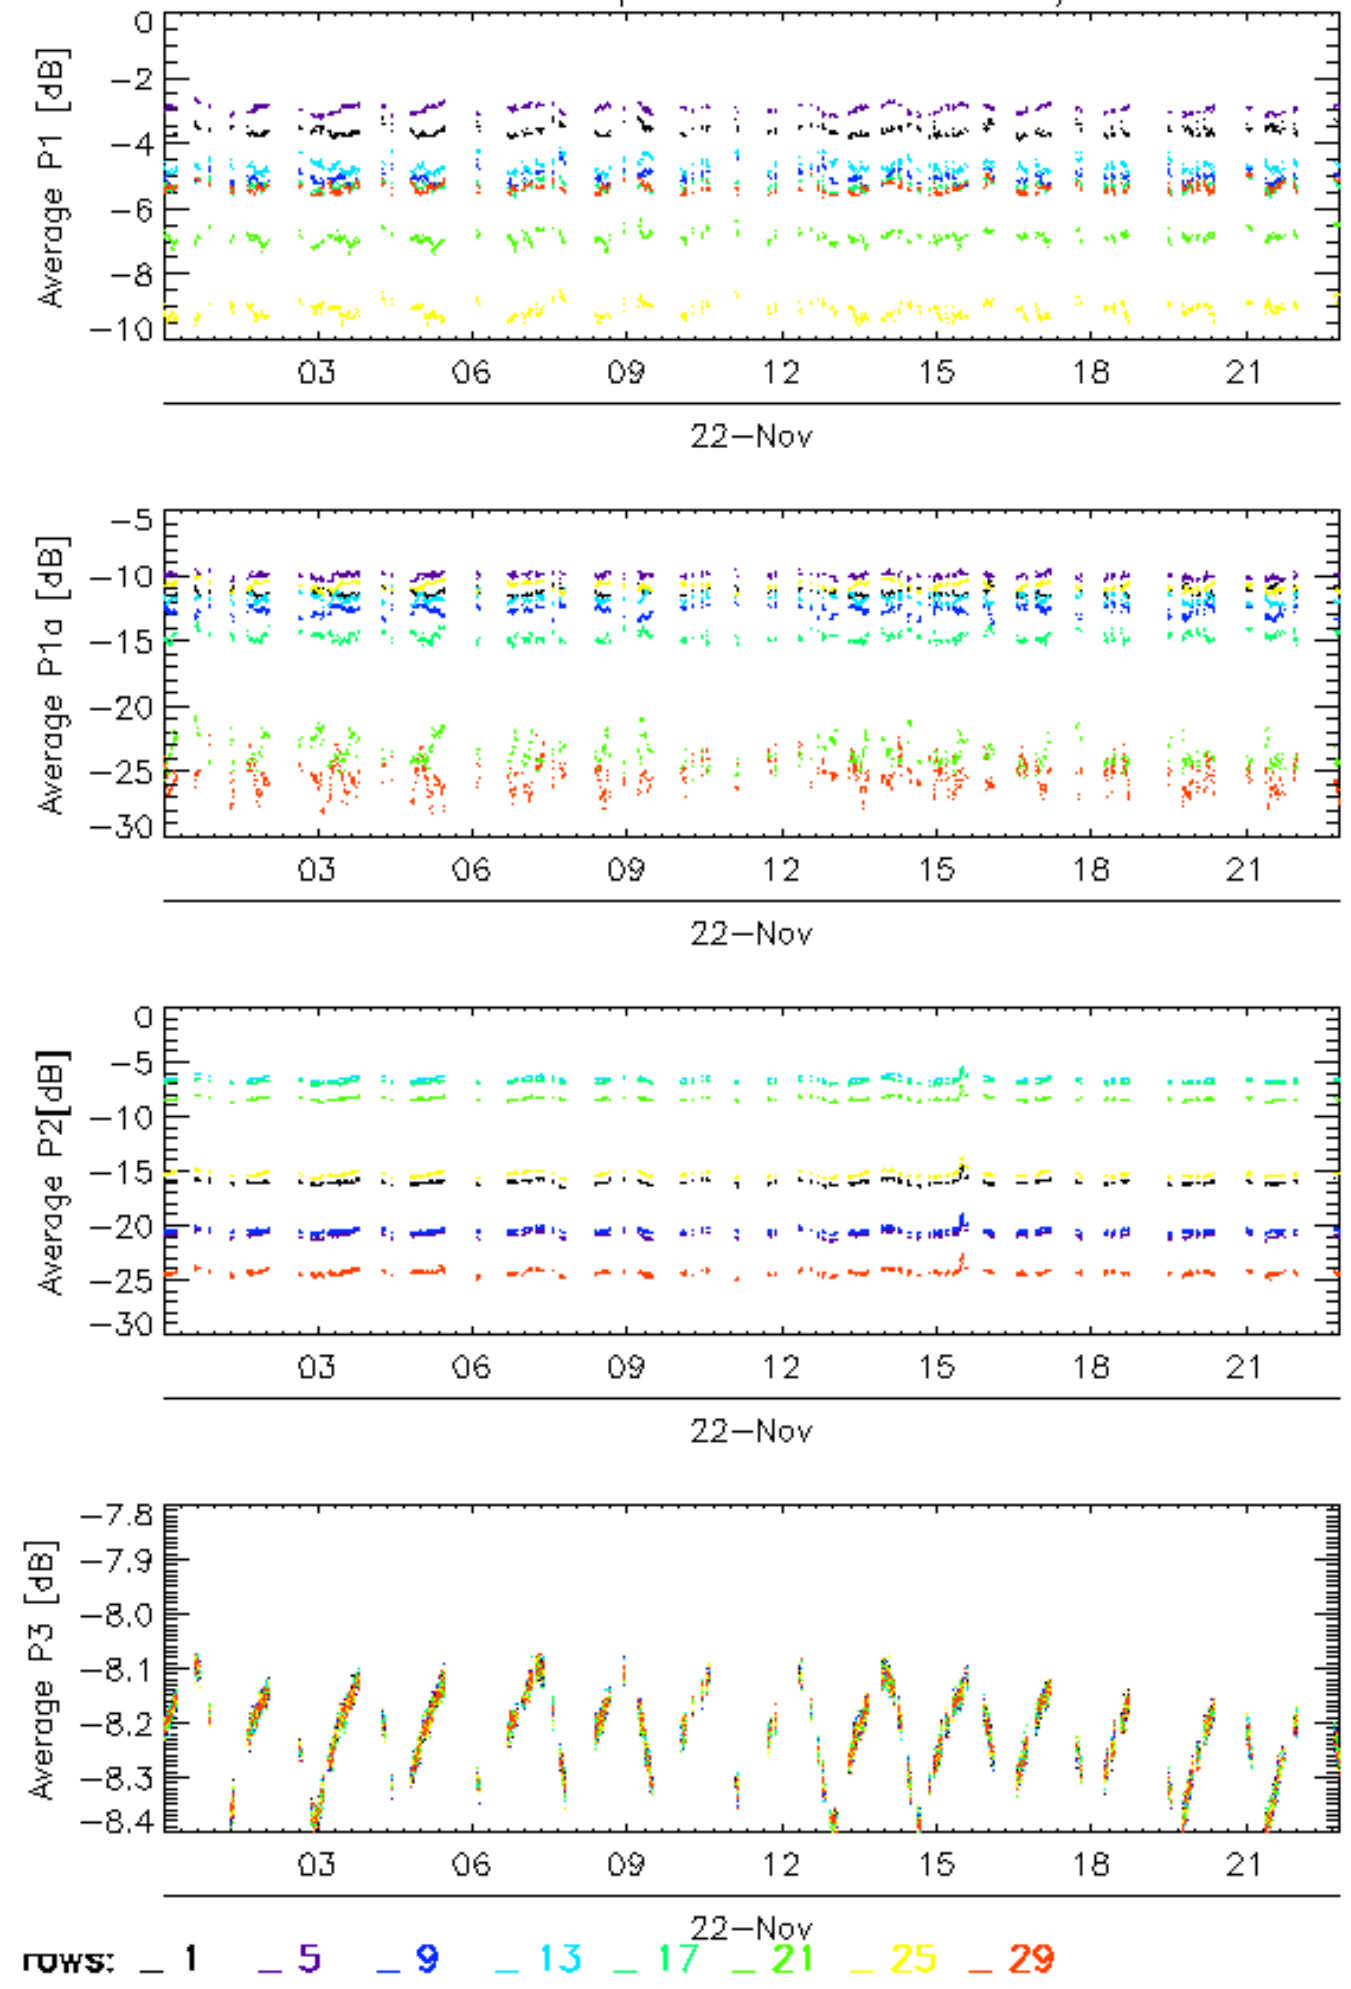 Average P1 [dB]
0
−2
−4
−6
−8
−10
03 06 09 12 15 18 21
22−Nov
Average P1a [dB]
−5
−10
−15
−20
−25
−30
03 06 09 12 15 18 21
22−Nov
Average P2[dB]
0
−5
−10
−15
−20
−25
−30
03 06 09 12 15 18 21
22−Nov
Average P3 [dB]
−7.8
−7.9
−8.0
−8.1
−8.2
−8.3
−8.4
03 06 09 12 15 18 21
22−Nov
rows: _ 1 _ 5 _ 9 _ 13 _ 17 _ 21 _ 25 _ 29